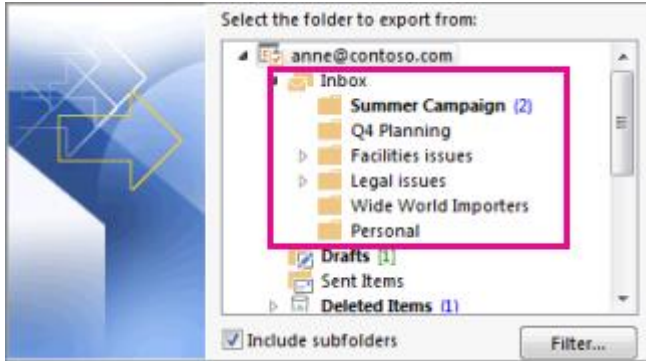 Select the folder to export from:
anne@contoso.com
Inbox
Summer Campaign (2)
Q4 Planning
Facilities issues
Legal issues
Wide World Importers
Personal
Drafts [1]
Sent Items
Deleted Items (1)
Include subfolders
Filter...